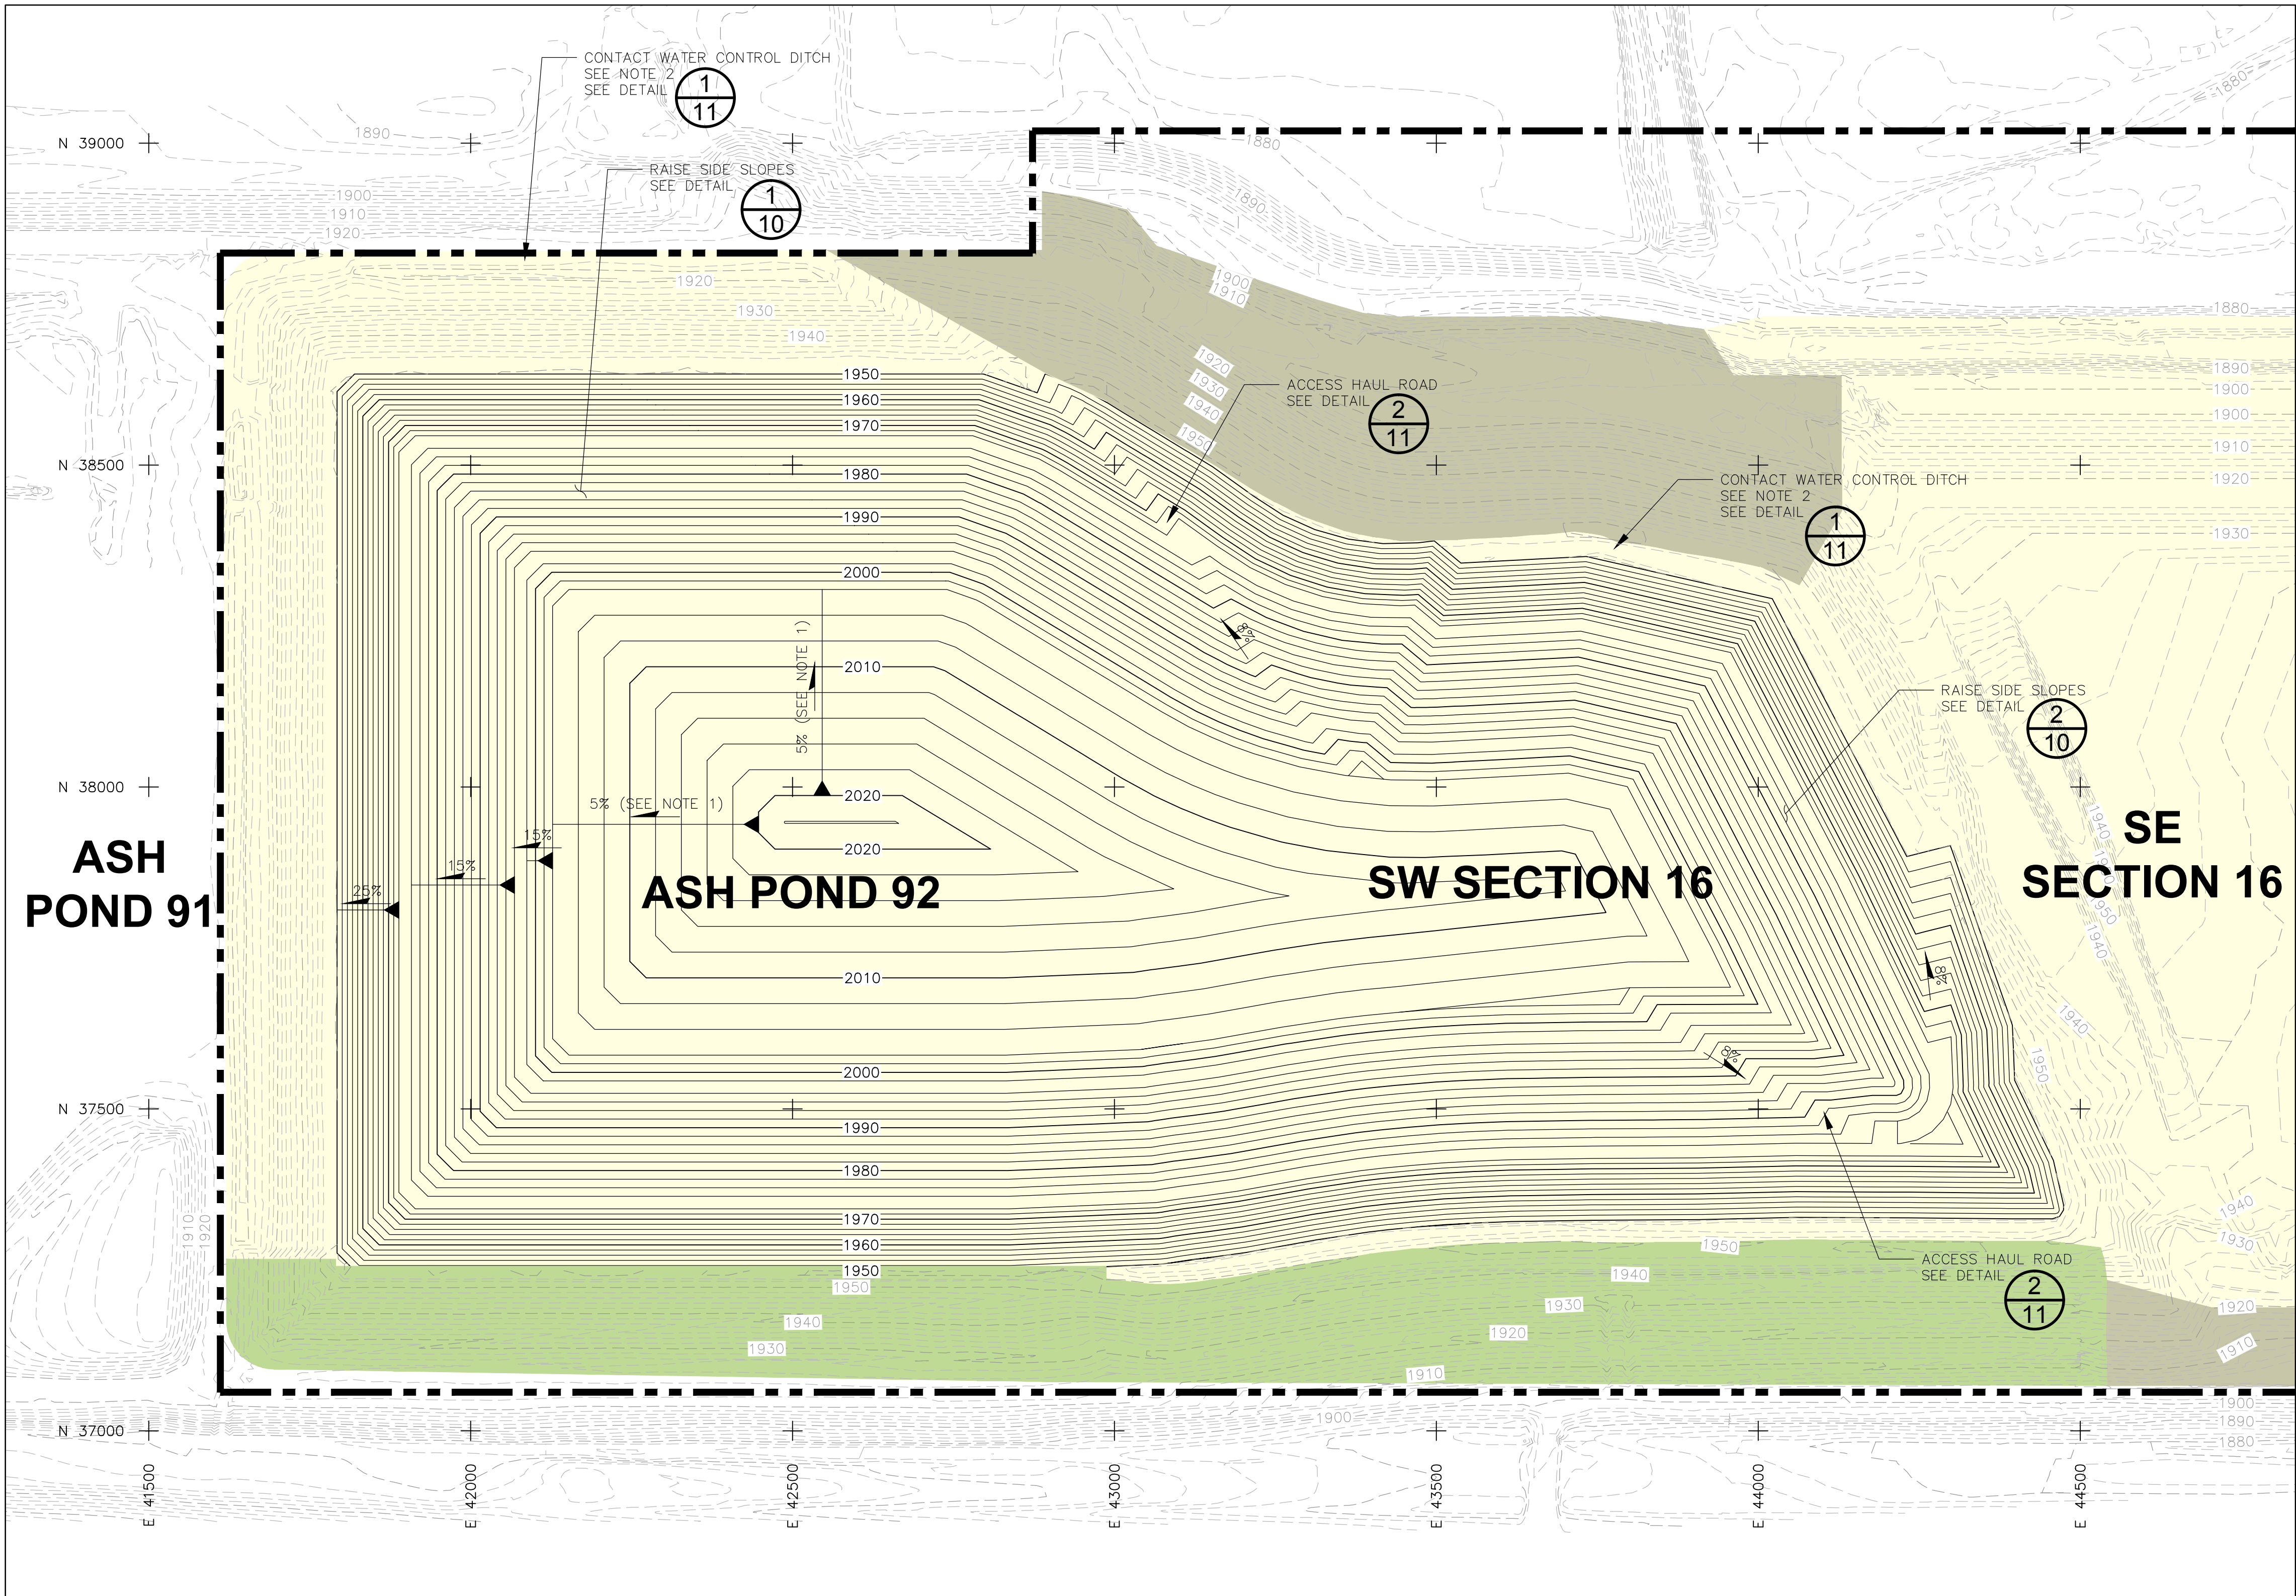 CONTACT WATER CONTROL DITCH
SEE NOTE 2
SEE DETAIL
1
11
1880
N 39000
1890
1880
RAISE SIDE SLOPES
SEE DETAIL
1
10
1900
1910
1920
1890
1920
1900
1910
1930
1940
1880
1920
1930
1940
1950
1890
1900
1900
1910
1920
1930
1950
1960
1970
1980
1990
2000
ACCESS HAUL ROAD
SEE DETAIL
2
11
N 38500
CONTACT WATER CONTROL DITCH
SEE NOTE 2
SEE DETAIL
1
11
8%
5% (SEE NOTE 1)
2010
RAISE SIDE SLOPES
SEE DETAIL
2
10
N 38000
5% (SEE NOTE 1)
2020
2020
15%
15%
25%
ASH
POND 91
ASH POND 92
SW SECTION 16
SE
SECTION 16
1940
1950
1950
1940
8%
2010
1940
1950
8%
2000
N 37500
1990
1980
1970
1960
1950
1910
1920
1940
1930
1950
1950
1940
1930
1940
1930
1920
1910
ACCESS HAUL ROAD
SEE DETAIL
2
11
1920
1910
1900
1900
1890
1880
N 37000
E 41500
E 42000
E 42500
E 43000
E 43500
E 44000
E 44500